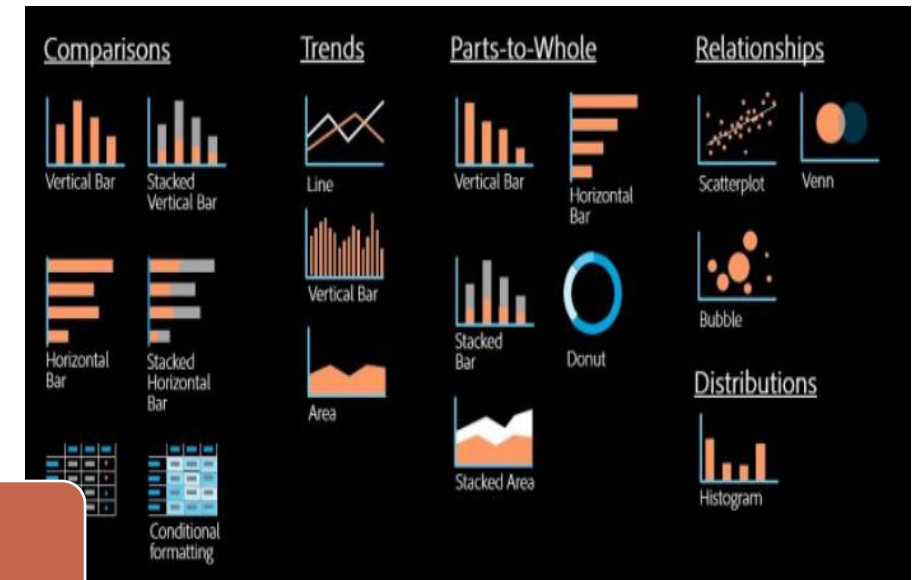 Comparisons
Vertical Bar
Stacked
Vertical Bar
Horizontal
Bar
Stacked
Horizontal
Bar
Conditional
formatting
Trends
Line
Vertical Bar
Area
Parts-to-Whole
Vertical Bar
Horizontal
Bar
Stacked
Bar
Donut
Stacked Area
Relationships
Scatterplot
Venn
Bubble
Distributions
Histogram